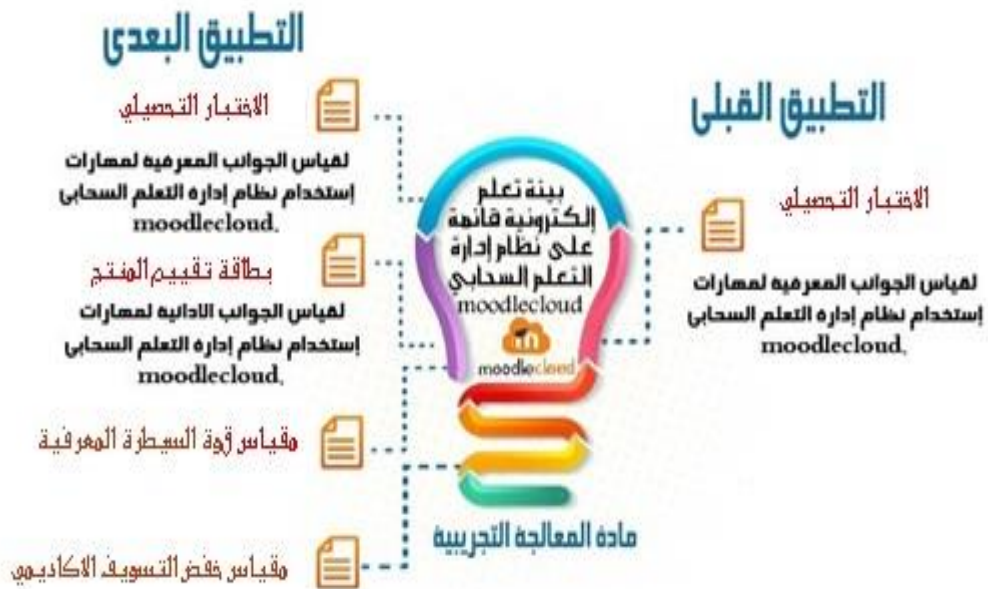 التطبيق القبلى
الاختبار التحصيلي
لقياس الجوانب المعرفية لمهارات
إستخدام نظام إدارة التعلم السحابى
moodlecloud.
بيئة تعلم
إلكترونية قائمة
على نظام إدارة
التعلم السحابي
moodlecloud
moodlecloud
مادة المعالجة التجريبية
التطبيق البعدى
الاختبار التحصيلي
لقياس الجوانب المعرفية لمهارات
إستخدام نظام إدارة التعلم السحابى
moodlecloud.
بطاقة تقييم المنتج
لقياس الجوانب الادائية لمهارات
إستخدام نظام إدارة التعلم السحابى
moodlecloud.
مقياس قوة السيطرة المعرفية
مقياس خفض التسويف الاكاديمي